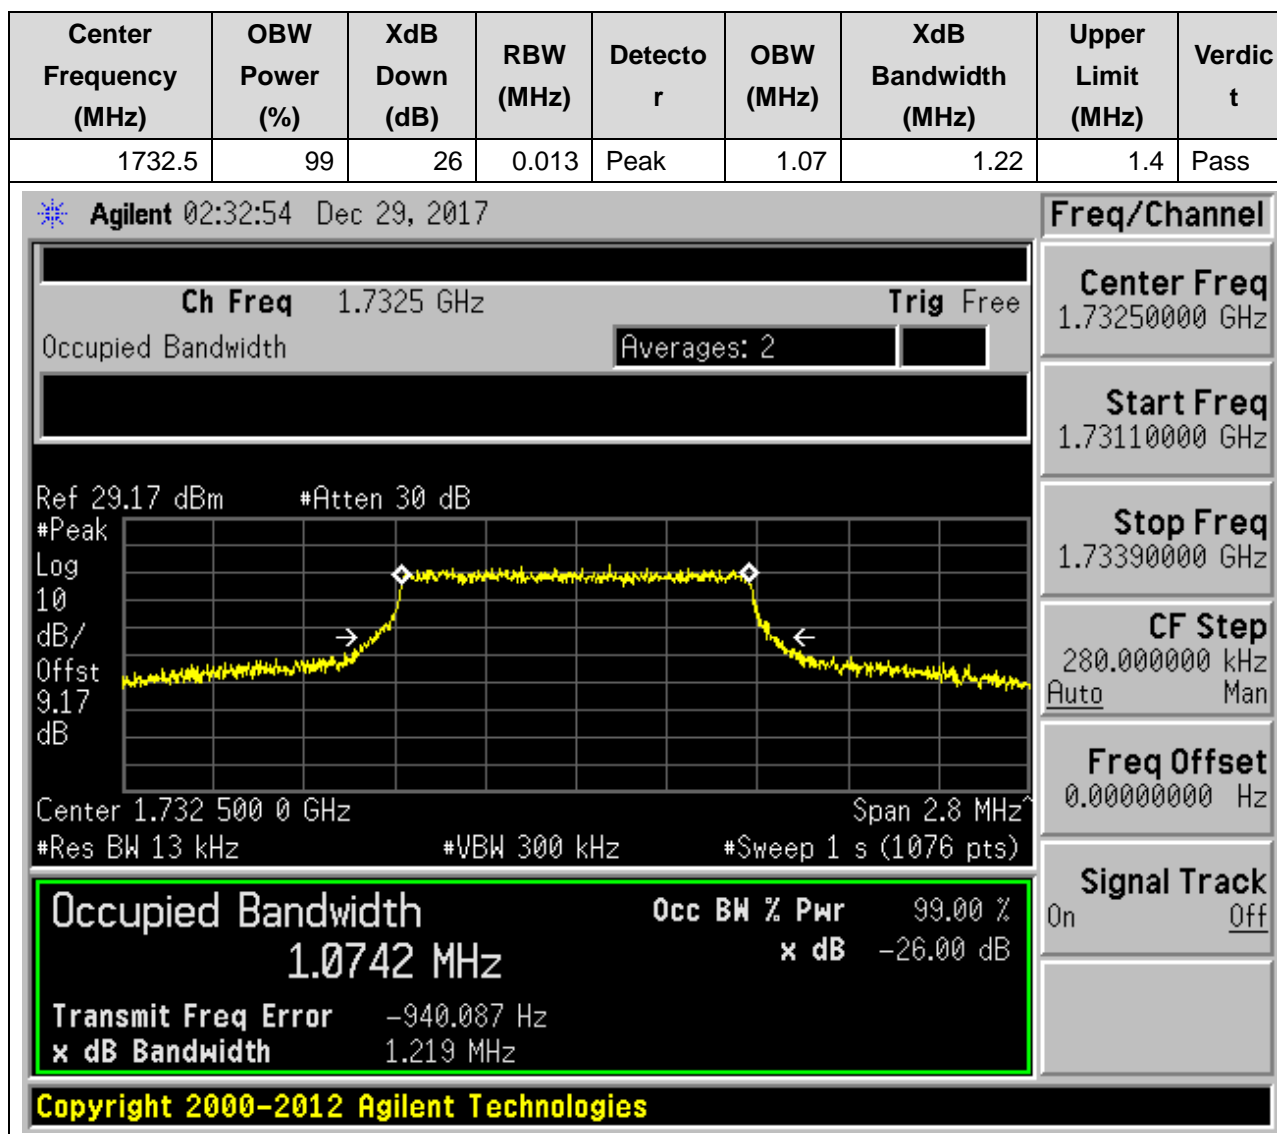 Center Frequency (MHz) OBW Power (%) XdB Down (dB) RBW (MHz) Detecto r OBW (MHz) XdB Bandwidth (MHz) Upper Limit (MHz) Verdic t
1732.5 99 26 0.013 Peak 1.07 1.22 1.4 Pass
Agilent 02:32:54 Dec 29, 2017
Ch Freq 1.7325 GHz Trig Free
Occupied Bandwidth Averages: 2
Ref 29.17 dBm #Atten 30 dB
#Peak
Log
10
dB/
Offst
9.17
dB
Center 1.732 500 0 GHz Span 2.8 MHz^
#Res BW 13 kHz #VBW 300 kHz #Sweep 1 s (1076 pts)
Occupied Bandwidth Occ BW % Pwr 99.00 %
1.0742 MHz x dB -26.00 dB
Transmit Freq Error -940.087 Hz
x dB Bandwidth 1.219 MHz
Copyright 2000-2012 Agilent Technologies
Freq/Channel
Center Freq
1.73250000 GHz
Start Freq
1.73110000 GHz
Stop Freq
1.73390000 GHz
CF Step
280.000000 kHz
Auto Man
Freq Offset
0.00000000 Hz
Signal Track
On Off